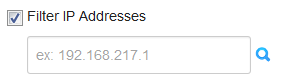 Filter IP Addresses
ex: 192.168.217.1